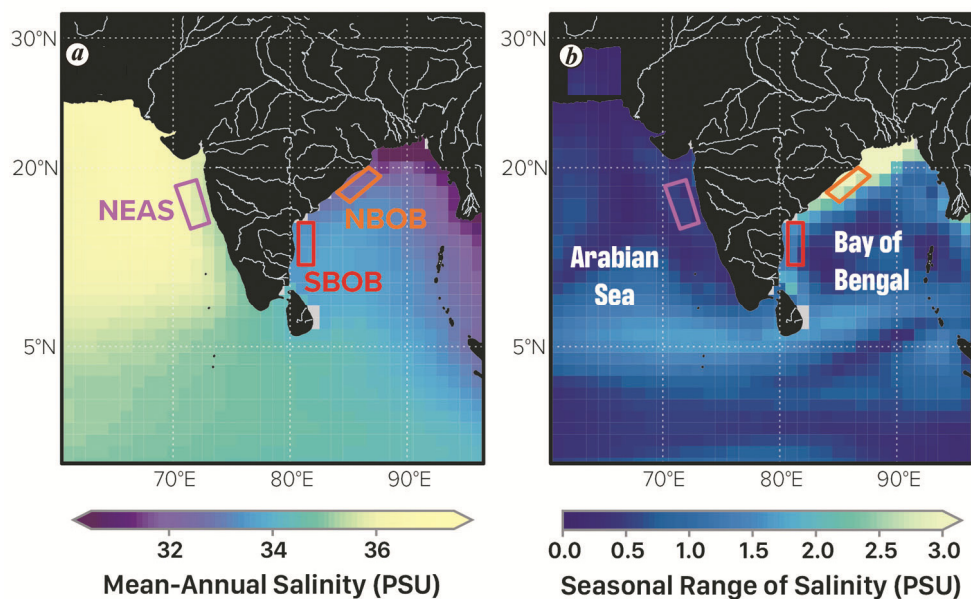 30°N
20°N
5°N
a
NEAS
NBOB
SBOB
70°E
80°E
90°E
32
34
36
Mean-Annual Salinity (PSU)
30°N
20°N
5°N
b
Arabian
Sea
Bay of
Bengal
70°E
80°E
90°E
0.0
0.5
1.0
1.5
2.0
2.5
3.0
Seasonal Range of Salinity (PSU)